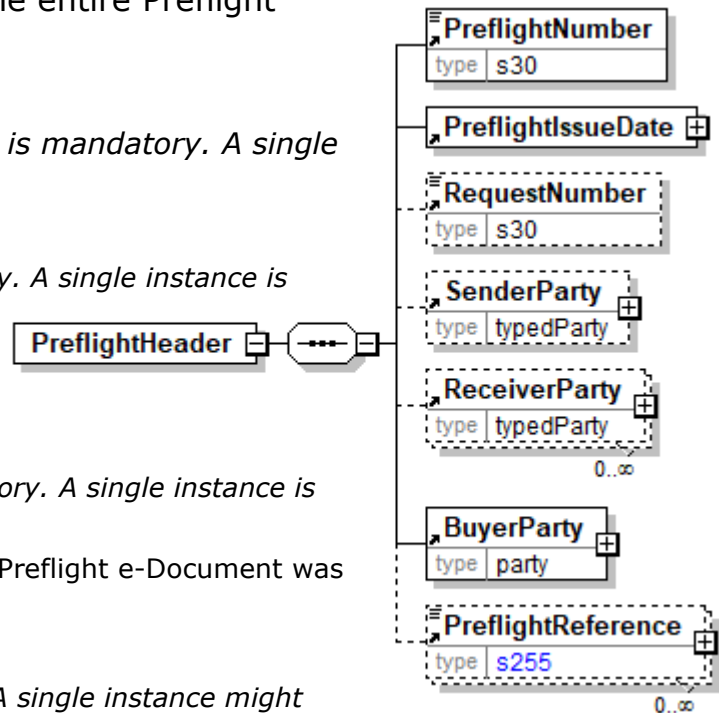 he entire Preflight
is mandatory. A single
y. A single instance is
ory. A single instance is
Preflight e-Document was
A single instance might
PreflightHeader
PreflightNumber
type s30
PreflightIssueDate
RequestNumber
type s30
SenderParty
type typedParty
ReceiverParty
type typedParty
0..∞
BuyerParty
type party
PreflightReference
type s255
0..∞